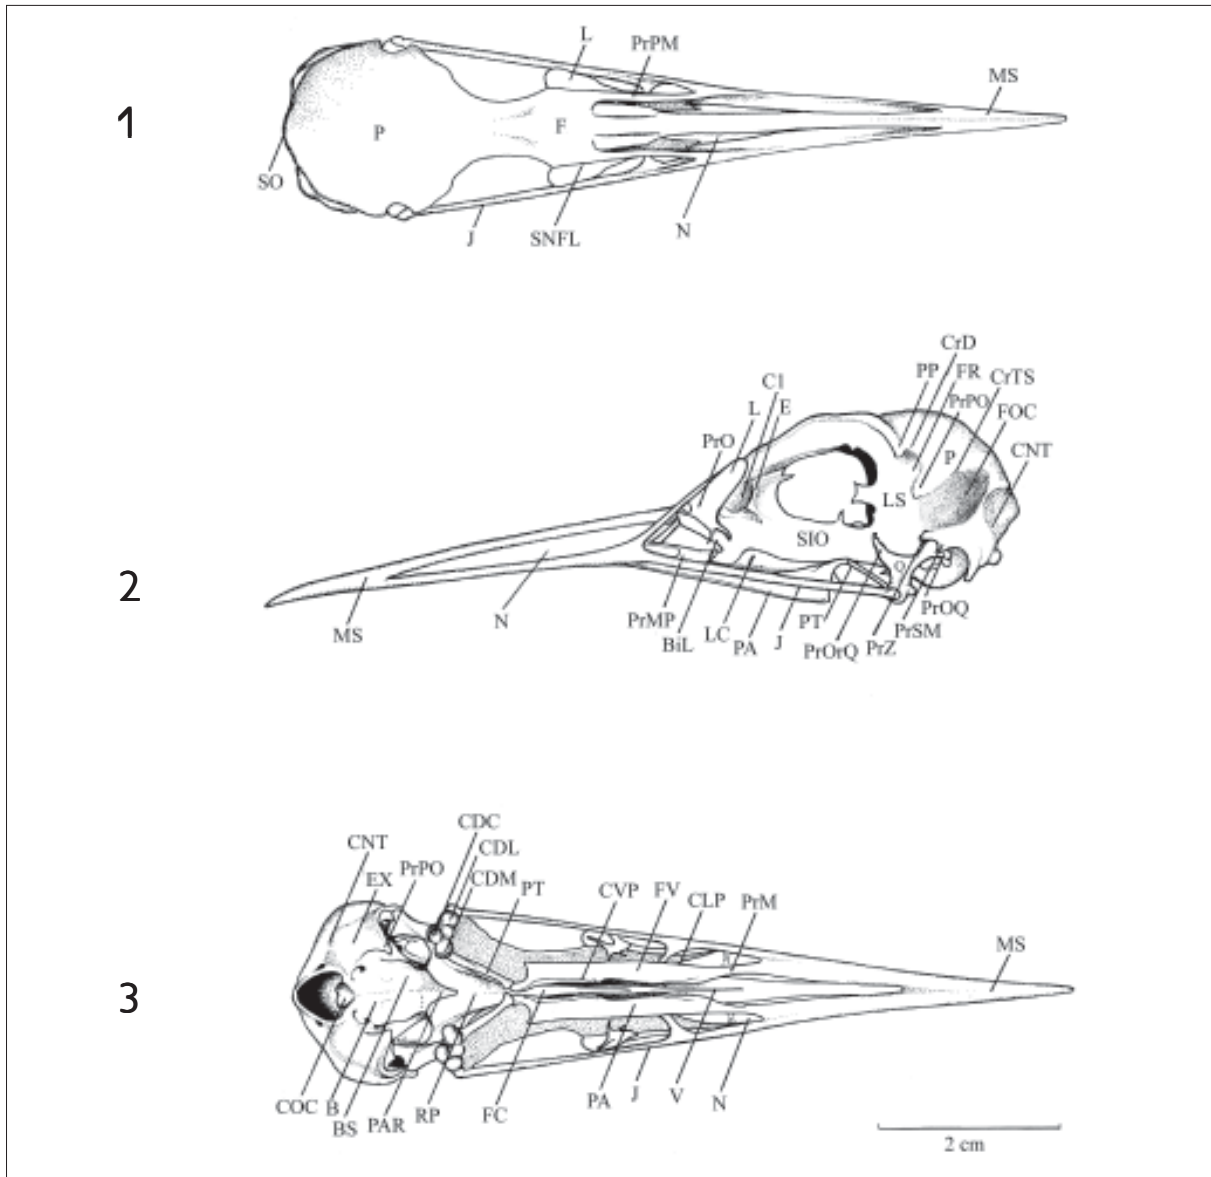 1
L
PrPM
MS
P
F
SO
J
SNFL
N
2
CrD
PP
FR
CrTS
C1
L
E
PrPO
FOC
PrO
P
CNT
LS
SIO
Q
MS
N
PrMP
BiL
LC
PA
J
PT
PrOrQ
PrZ
PrSM
PrOQ
3
CDC
CNT
CDL
EX
PrPO
CDM
PT
CVP
FV
CLP
PrM
MS
COC
B
BS
PAR
RP
FC
PA
J
V
N
2 cm